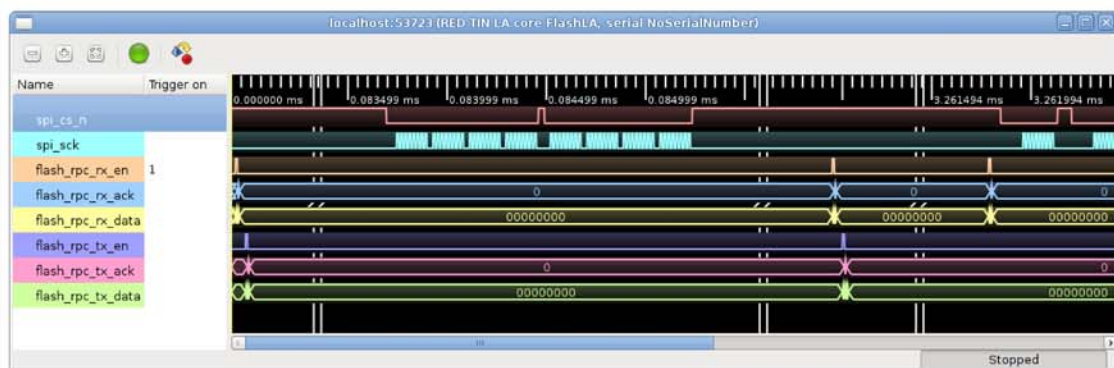 localhost:53723 (RED TIN LA core FlashLA, serial NoSerialNumber)
Name Trigger on
0.000000 ms 0.083499 ms 0.083999 ms 0.084499 ms 0.084999 ms 3.261494 ms 3.261994 ms
spi_cs_n
spi_sck
flash_rpc_rx_en 1
flash_rpc_rx_ack 0 0 0
flash_rpc_rx_data 00000000 00000000 00000000
flash_rpc_tx_en
flash_rpc_tx_ack 0 0
flash_rpc_tx_data 00000000 00000000
Stopped